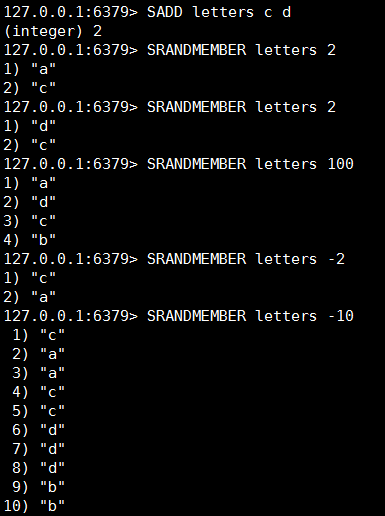 127.0.0.1:6379> SADD letters c d
(integer) 2
127.0.0.1:6379> SRANDMEMBER letters 2
1) "a"
2) "c"
127.0.0.1:6379> SRANDMEMBER letters 2
1) "d"
2) "c"
127.0.0.1:6379> SRANDMEMBER letters 100
1) "a"
2) "d"
3) "c"
4) "b"
127.0.0.1:6379> SRANDMEMBER letters -2
1) "c"
2) "a"
127.0.0.1:6379> SRANDMEMBER letters -10
 1) "c"
 2) "a"
 3) "a"
 4) "c"
 5) "c"
 6) "d"
 7) "d"
 8) "d"
 9) "b"
10) "b"